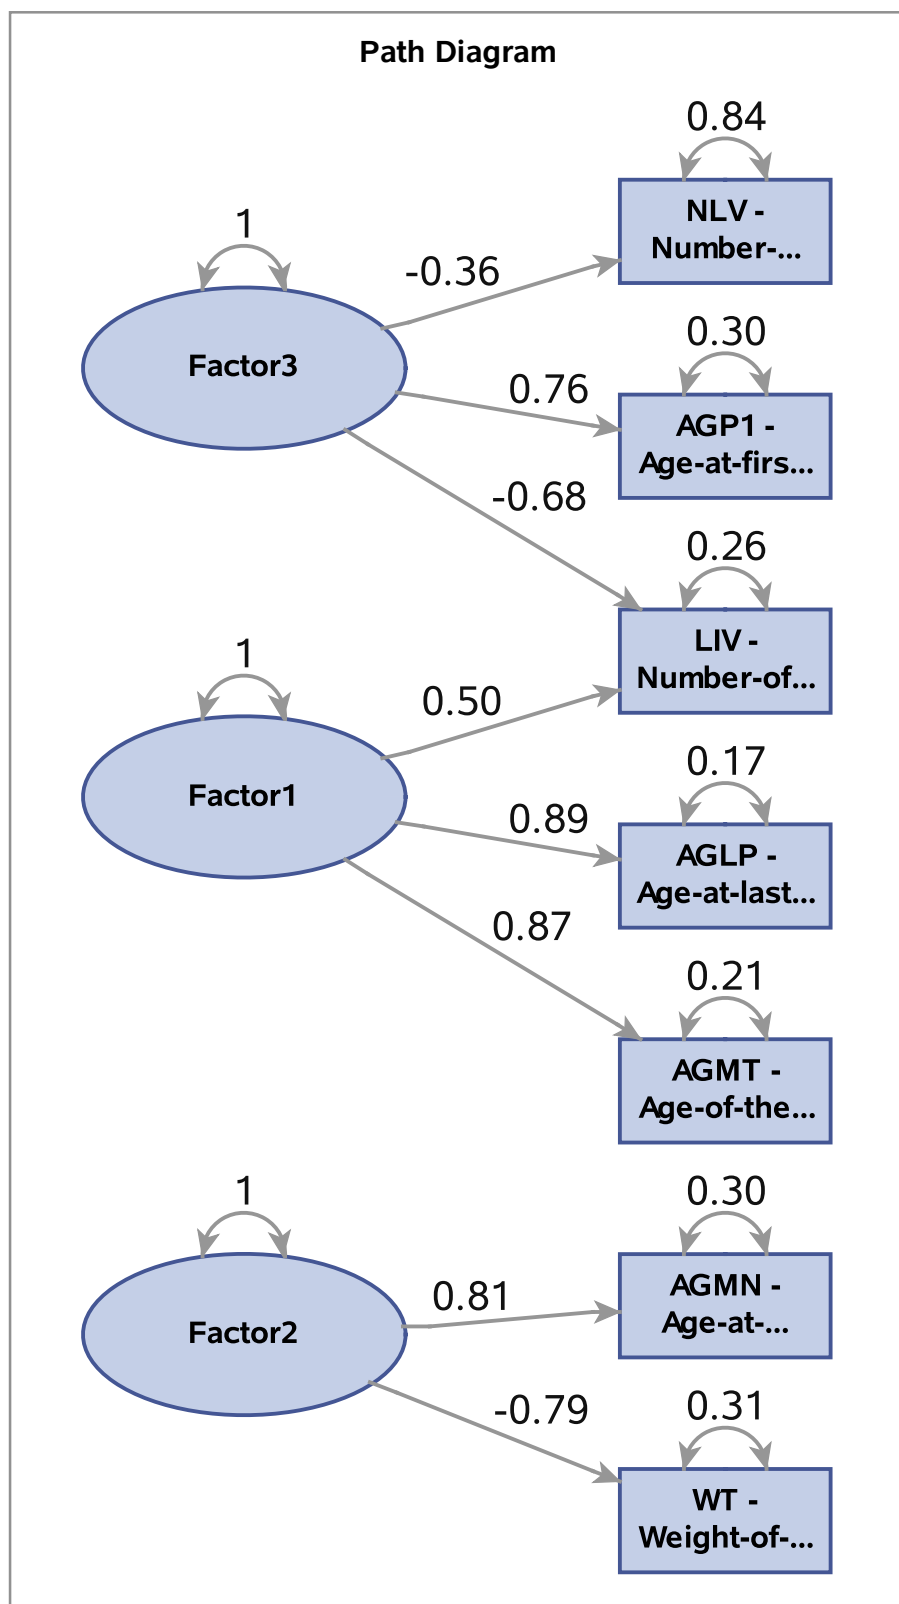 Path Diagram
0.84
NLV -
Number-...
1
-0.36
Factor3
0.30
0.76
AGP1 -
Age-at-firs...
-0.68
0.26
LIV -
Number-of...
1
0.50
Factor1
0.17
0.89
AGLP -
Age-at-last...
0.87
0.21
AGMT -
Age-of-the...
1
0.30
0.81
AGMN -
Age-at-...
Factor2
-0.79
0.31
WT -
Weight-of-...